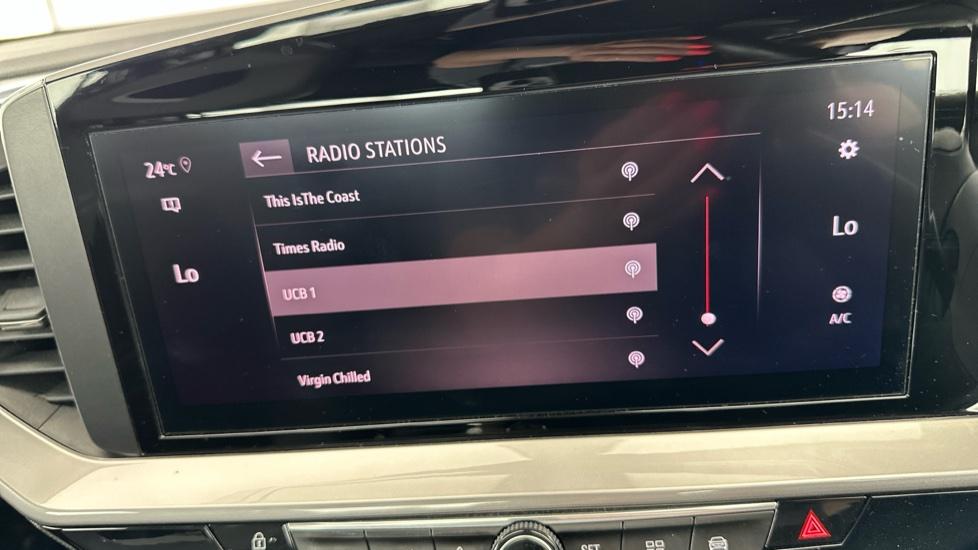 15:14
24°C
RADIO STATIONS
This IsThe Coast
Times Radio
Lo
Lo
UCB 1
UCB 2
A/C
Virgin Chilled
SET